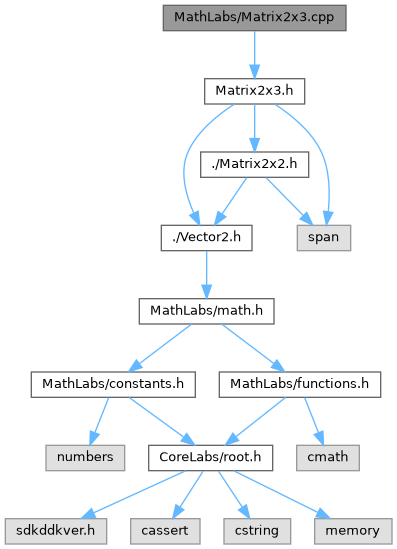 MathLabs/Matrix2x3.cpp
Matrix2x3.h
./Matrix2x2.h
./Vector2.h
span
MathLabs/math.h
MathLabs/constants.h
MathLabs/functions.h
numbers
CoreLabs/root.h
cmath
sdkddkver.h
cassert
cstring
memory